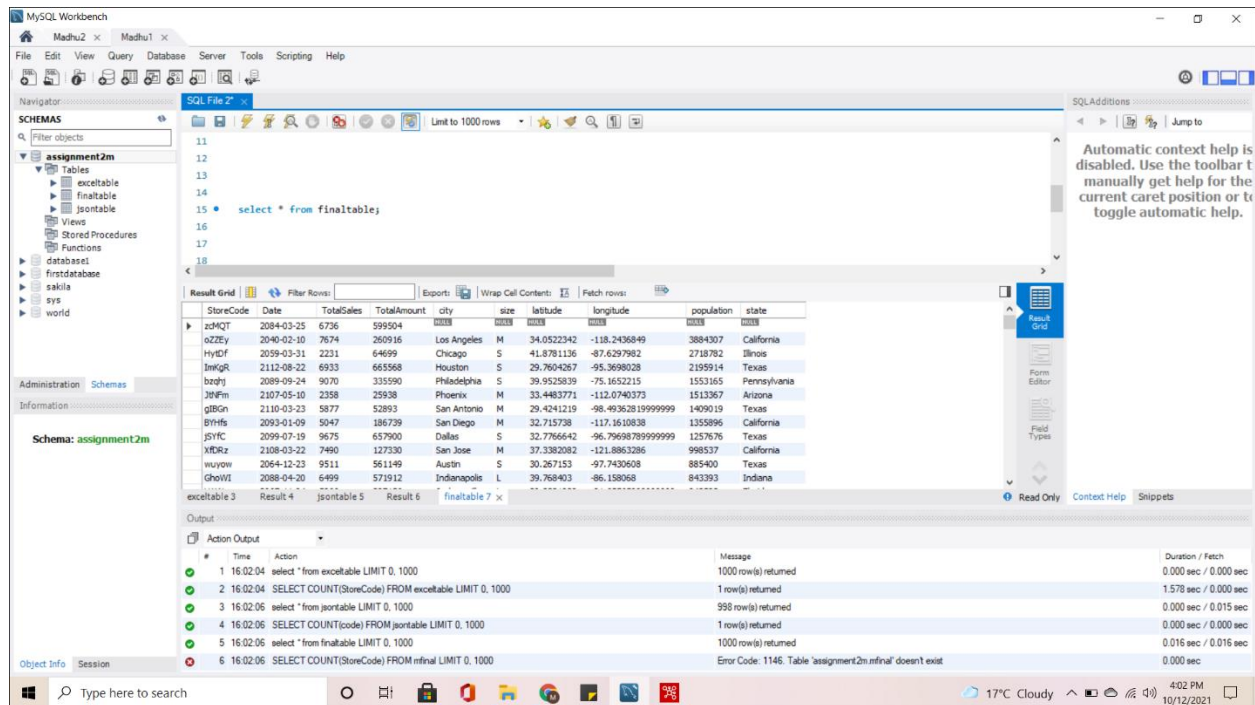 MySQL Workbench
Madhu2 × Madhu1 ×
File Edit View Query Database Server Tools Scripting Help
Navigator
SCHEMAS
Filter objects
assignment2m
Tables
exceltable
finaltable
jsontable
Views
Stored Procedures
Functions
database1
firstdatabase
sakila
sys
world
Administration Schemas
Information
Schema: assignment2m
Object Info Session
SQL File 2* ×
Limit to 1000 rows
11
12
13
14
15 select * from finaltable;
16
17
18
Result Grid Filter Rows: Export: Wrap Cell Content: Fetch rows:
StoreCode Date TotalSales TotalAmount city size latitude longitude population state
zcMQT 2084-03-25 6736 599504 NULL NULL NULL NULL NULL NULL
oZZEy 2040-02-10 7674 260916 Los Angeles M 34.0522342 -118.2436849 3884307 California
HytDf 2059-03-31 2231 64699 Chicago S 41.8781136 -87.6297982 2718782 Illinois
ImKgR 2112-08-22 6933 665568 Houston S 29.7604267 -95.3698028 2195914 Texas
bzqhj 2089-09-24 9070 335590 Philadelphia S 39.9525839 -75.1652215 1553165 Pennsylvania
JtNFm 2107-05-10 2358 25938 Phoenix M 33.4483771 -112.0740373 1513367 Arizona
gIBGn 2110-03-23 5877 52893 San Antonio M 29.4241219 -98.49362819999999 1409019 Texas
BYHfs 2093-01-09 5047 186739 San Diego M 32.715738 -117.1610838 1355896 California
jSYfC 2099-07-19 9675 657900 Dallas S 32.7766642 -96.79698789999999 1257676 Texas
XfDRz 2108-03-22 7490 127330 San Jose M 37.3382082 -121.8863286 998537 California
wuyow 2064-12-23 9511 561149 Austin S 30.267153 -97.7430608 885400 Texas
GhoWI 2088-04-20 6499 571912 Indianapolis L 39.768403 -86.158068 843393 Indiana
Result Grid
Form Editor
Field Types
exceltable 3 Result 4 jsontable 5 Result 6 finaltable 7 ×
Read Only
SQLAdditions
Jump to
Automatic context help is
disabled. Use the toolbar t
manually get help for the
current caret position or to
toggle automatic help.
Context Help Snippets
Output
Action Output
# Time Action Message Duration / Fetch
1 16:02:04 select * from exceltable LIMIT 0, 1000 1000 row(s) returned 0.000 sec / 0.000 sec
2 16:02:04 SELECT COUNT(StoreCode) FROM exceltable LIMIT 0, 1000 1 row(s) returned 1.578 sec / 0.000 sec
3 16:02:06 select * from jsontable LIMIT 0, 1000 998 row(s) returned 0.000 sec / 0.015 sec
4 16:02:06 SELECT COUNT(code) FROM jsontable LIMIT 0, 1000 1 row(s) returned 0.000 sec / 0.000 sec
5 16:02:06 select * from finaltable LIMIT 0, 1000 1000 row(s) returned 0.016 sec / 0.016 sec
6 16:02:06 SELECT COUNT(StoreCode) FROM mfinal LIMIT 0, 1000 Error Code: 1146. Table 'assignment2m.mfinal' doesn't exist 0.000 sec
Type here to search
17°C Cloudy
4:02 PM
10/12/2021